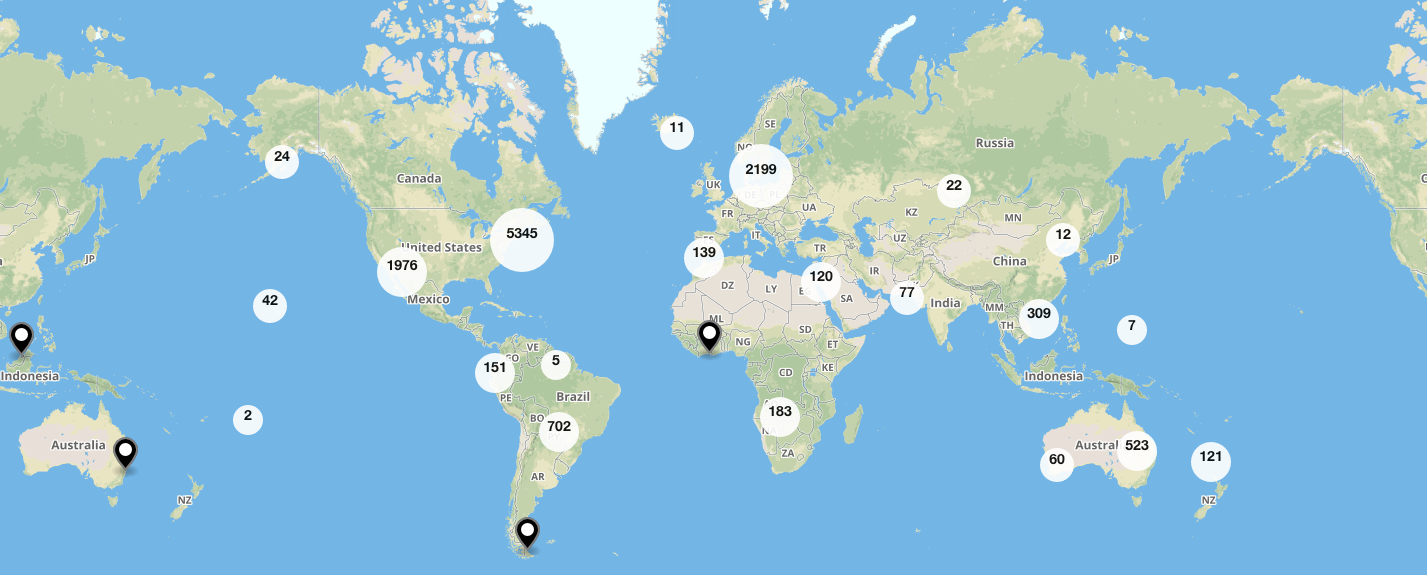 11
SE
NO
Russia
24
2199
Canada
UK
DE
PL
22
FR
UA
KZ
MN
5345
12
United States
IT
TR
UZ
JP
139
China
JP
1976
DZ
LY
120
IR
77
Mexico
SA
India
42
ML
MM
309
SD
TH
7
NG
ET
VE
CO
5
151
CD
KE
Indonesia
Indonesia
PE
Brazil
2
BO
702
183
Australia
Austral
523
ZA
60
121
AR
NZ
NZ